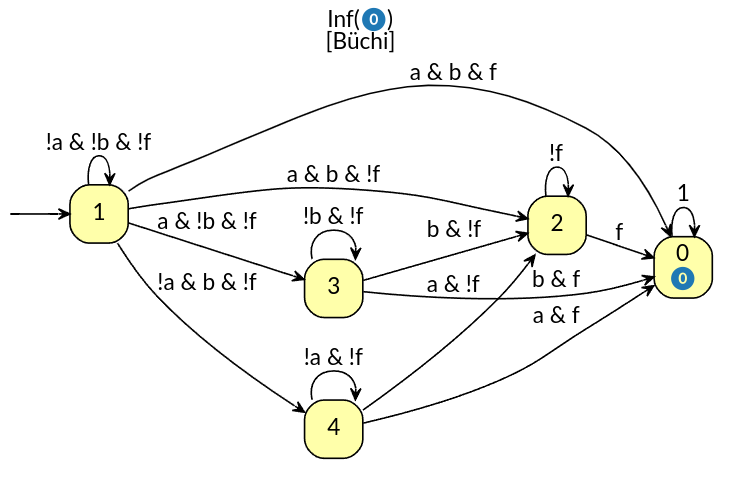 Inf(0)
[Büchi]
a & b & f
!a & !b & !f
!f
a & b & !f
1
1
a & !b & !f
!b & !f
2
b & !f
f
0
0
3
!a & b & !f
a & !f
b & f
a & f
!a & !f
4